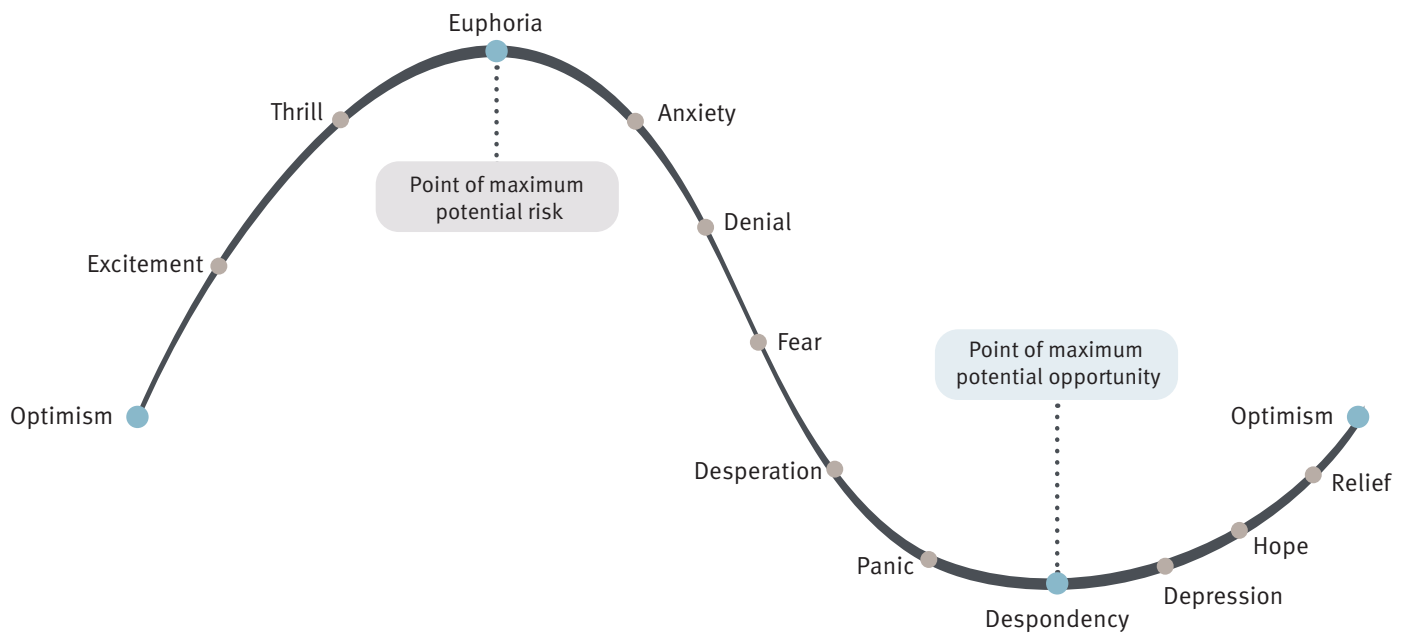 Euphoria
Thrill
Anxiety
Point of maximum
potential risk
Denial
Excitement
Fear
Point of maximum
potential opportunity
Optimism
Optimism
Desperation
Relief
Hope
Panic
Depression
Despondency